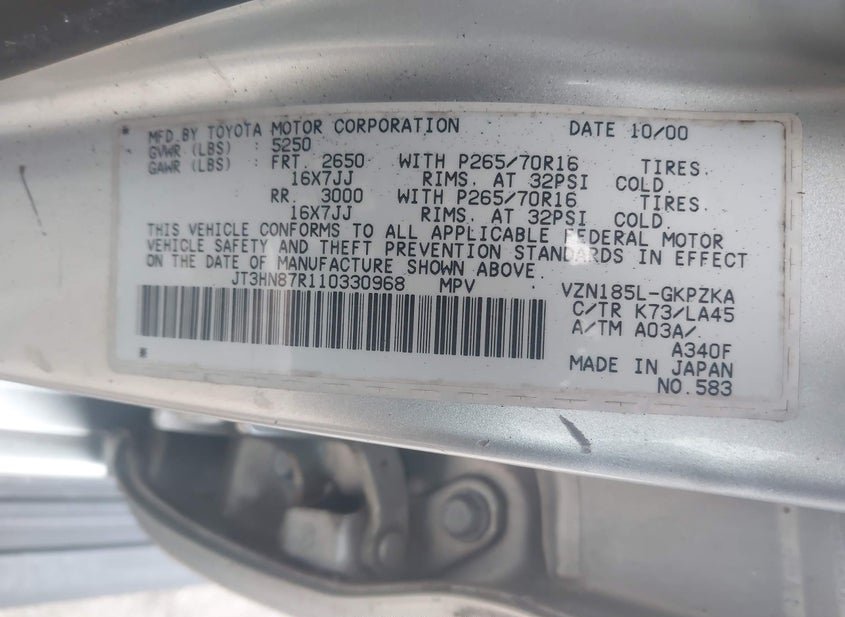 MFD.BY TOYOTA MOTOR CORPORATION DATE 10/00
GVWR (LBS) : 5250
GAWR (LBS) : FRT. 2650 WITH P265/70R16 TIRES.
16X7JJ RIMS. AT 32PSI COLD
RR. 3000 WITH P265/70R16 TIRES.
16X7JJ RIMS. AT 32PSI COLD.
THIS VEHICLE CONFORMS TO ALL APPLICABLE FEDERAL MOTOR
VEHICLE SAFETY AND THEFT PREVENTION STANDARDS IN EFFECT
ON THE DATE OF MANUFACTURE SHOWN ABOVE.
JT3HN87R110330968 MPV VZN185L-GKPZKA
C/TR K73/LA45
A/TM A03A/
A340F
MADE IN JAPAN
NO.583